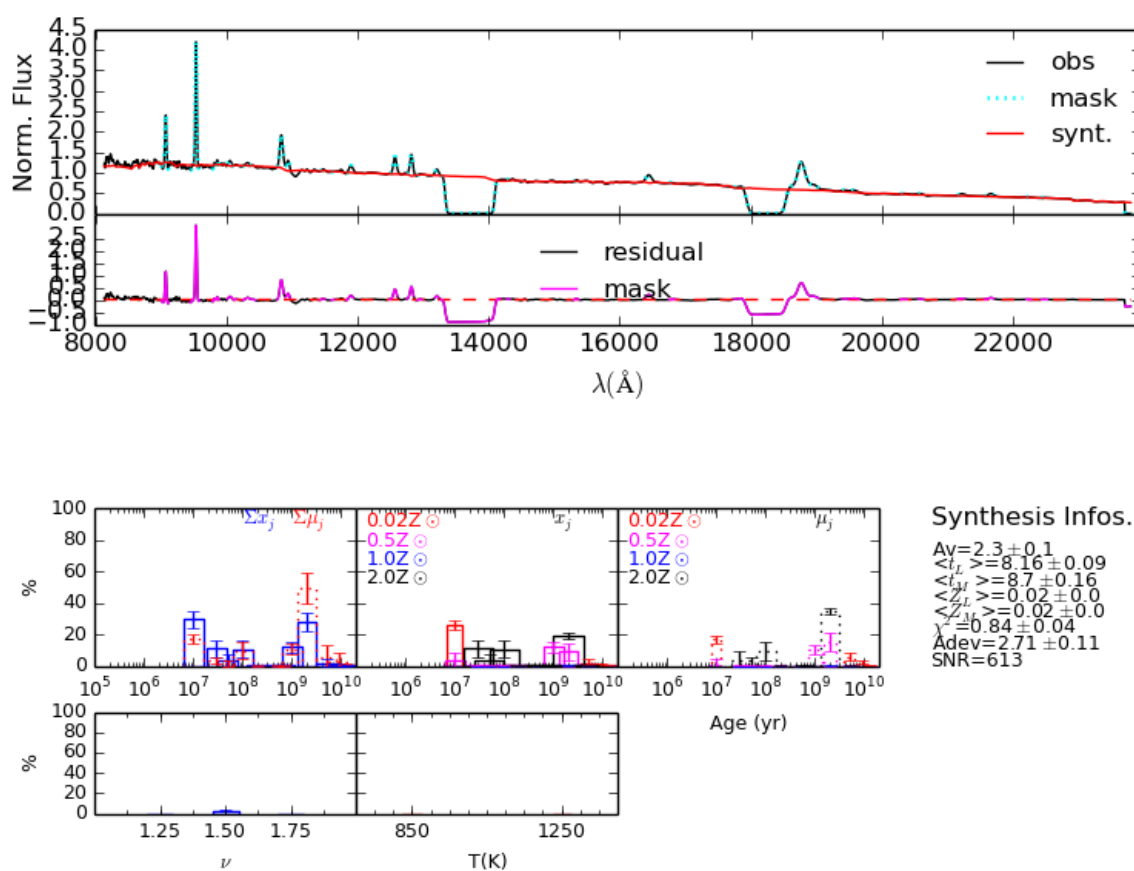 4.5
4.0
3.5
3.0
2.5
2.0
1.5
1.0
0.5
0.0
Norm. Flux
obs
mask
synt.
2.5
2.0
1.5
1.0
0.5
0.0
−1.0
residual
mask
8000 10000 12000 14000 16000 18000 20000 22000
λ(Å)
100
80
60
40
20
0
%
Σx_j Σμ_j
10^5 10^6 10^7 10^8 10^9 10^10
0.02Z ⊙ x_j
0.5Z ⊙
1.0Z ⊙
2.0Z ⊙
10^6 10^7 10^8 10^9 10^10
0.02Z ⊙ μ_j
0.5Z ⊙
1.0Z ⊙
2.0Z ⊙
10^6 10^7 10^8 10^9 10^10
Age (yr)
Synthesis Infos.
Av=2.3 ± 0.1
<t_L>=8.16 ± 0.09
<t_M>=8.7 ± 0.16
<Z_L>=0.02 ± 0.0
<Z_M>=0.02 ± 0.0
χ²=0.84 ± 0.04
Adev=2.71 ± 0.11
SNR=613
100
80
60
40
20
0
%
1.25 1.50 1.75
ν
850 1250
T(K)